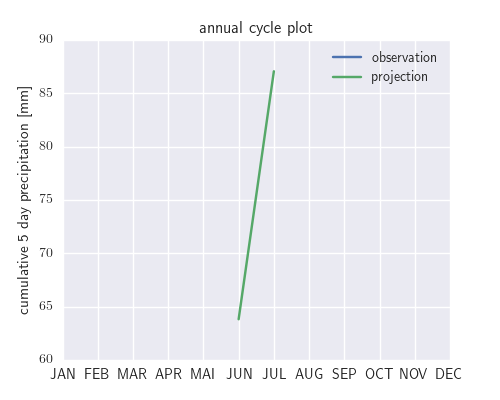 annual cycle plot
90
85
80
75
70
65
60
cumulative 5 day precipitation [mm]
observation
projection
JAN FEB MAR APR MAI JUN JUL AUG SEP OCT NOV DEC